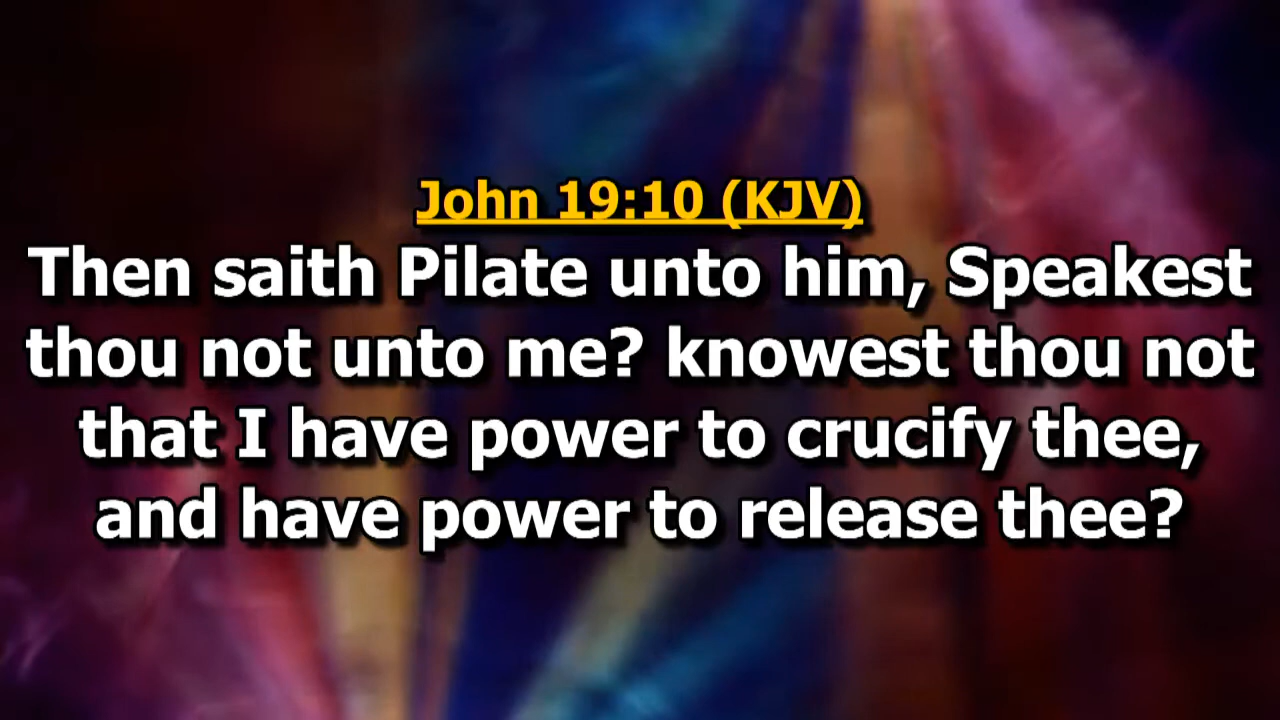 John 19:10 (KJV)
Then saith Pilate unto him, Speakest
thou not unto me? knowest thou not
that I have power to crucify thee,
and have power to release thee?